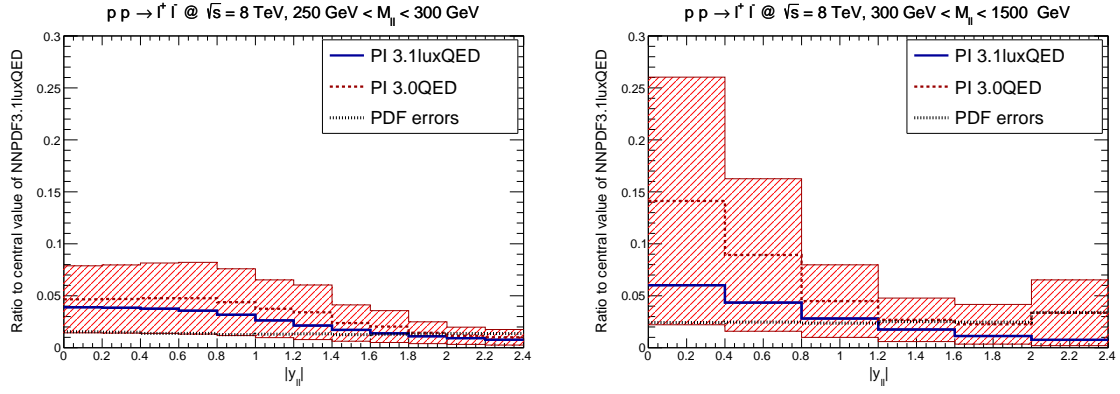 p p → l⁺ l⁻ @ √s = 8 TeV, 250 GeV < M_ll < 300 GeV
Ratio to central value of NNPDF3.1luxQED
0.3
0.25
0.2
0.15
0.1
0.05
0
PI 3.1luxQED
PI 3.0QED
PDF errors
0 0.2 0.4 0.6 0.8 1 1.2 1.4 1.6 1.8 2 2.2 2.4
|y_ll|
p p → l⁺ l⁻ @ √s = 8 TeV, 300 GeV < M_ll < 1500 GeV
Ratio to central value of NNPDF3.1luxQED
0.3
0.25
0.2
0.15
0.1
0.05
0
PI 3.1luxQED
PI 3.0QED
PDF errors
0 0.2 0.4 0.6 0.8 1 1.2 1.4 1.6 1.8 2 2.2 2.4
|y_ll|